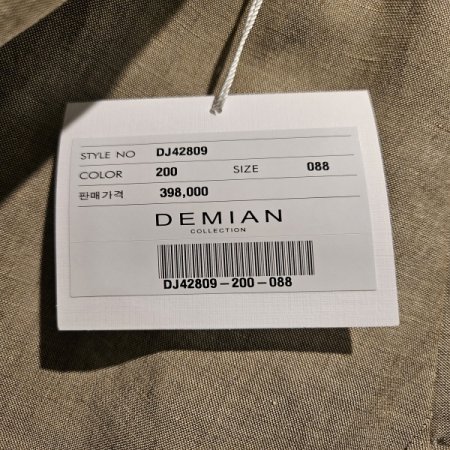 STYLE NO DJ42809
COLOR 200 SIZE 088
판매가격 398,000
DEMIAN
COLLECTION
DJ42809-200-088